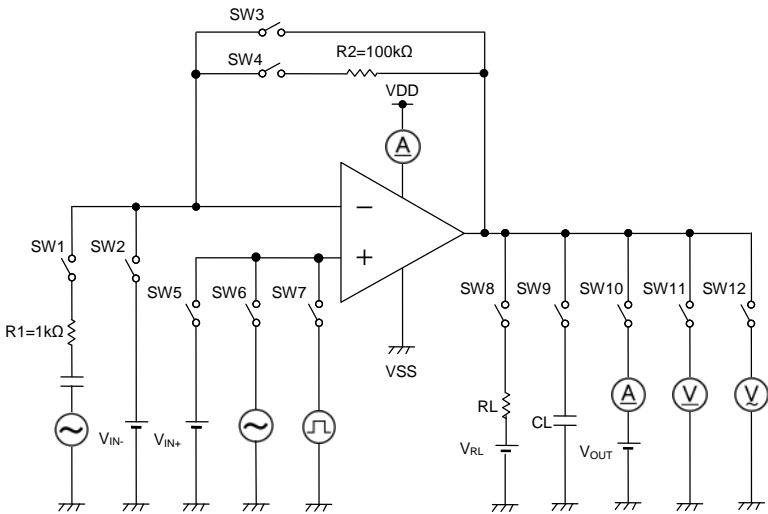 SW3
SW4
R2=100kΩ
VDD
A
−
+
SW1
SW2
SW5
SW6
SW7
SW8
SW9
SW10
SW11
SW12
R1=1kΩ
VSS
VIN-
VIN+
RL
VRL
CL
A
VOUT
V
V